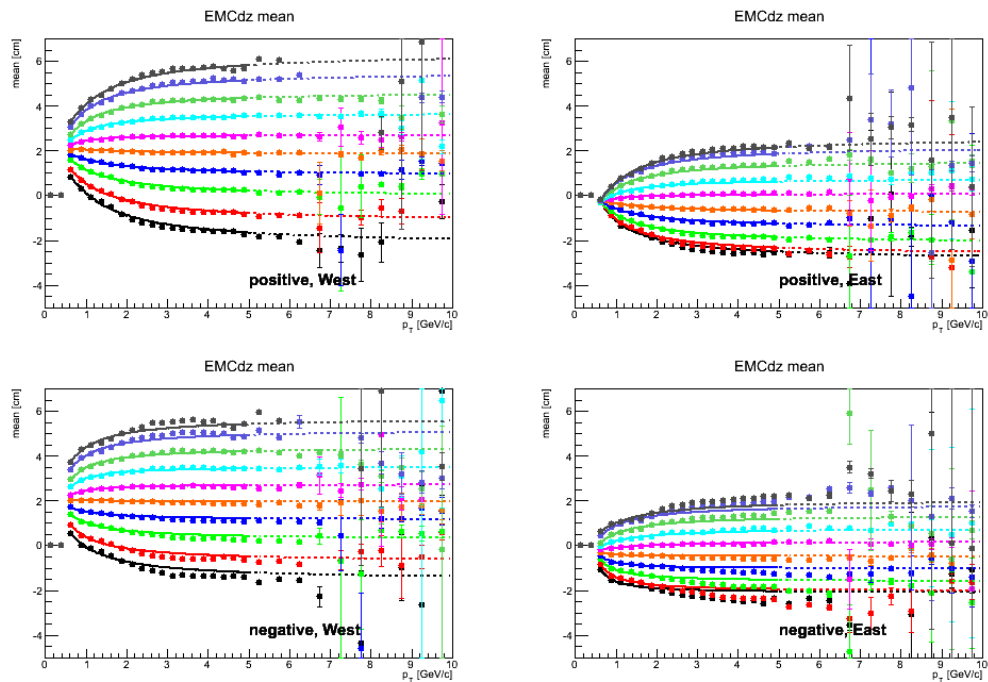 EMCdz mean
mean [cm]
6
4
2
0
-2
-4
positive, West
0 1 2 3 4 5 6 7 8 9 10
p_T [GeV/c]
EMCdz mean
mean [cm]
6
4
2
0
-2
-4
positive, East
0 1 2 3 4 5 6 7 8 9 10
p_T [GeV/c]
EMCdz mean
mean [cm]
6
4
2
0
-2
-4
negative, West
0 1 2 3 4 5 6 7 8 9 10
p_T [GeV/c]
EMCdz mean
mean [cm]
6
4
2
0
-2
-4
negative, East
0 1 2 3 4 5 6 7 8 9 10
p_T [GeV/c]